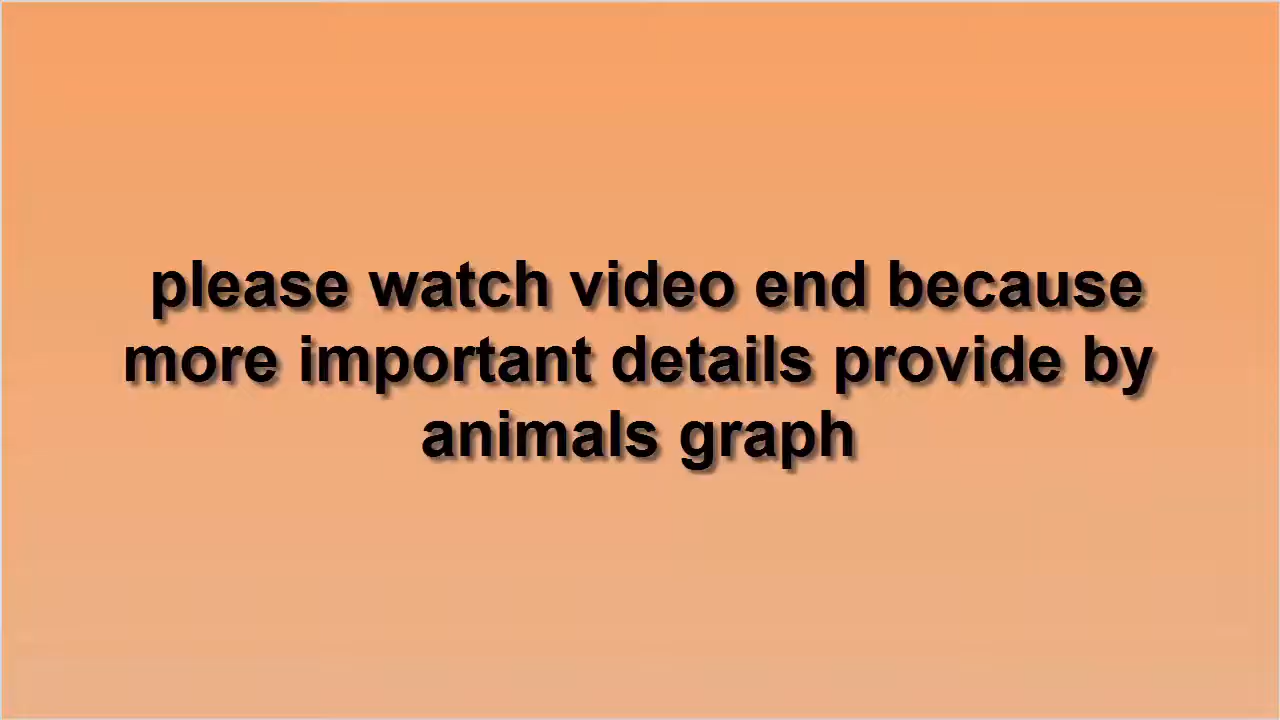 please watch video end because
more important details provide by
animals graph